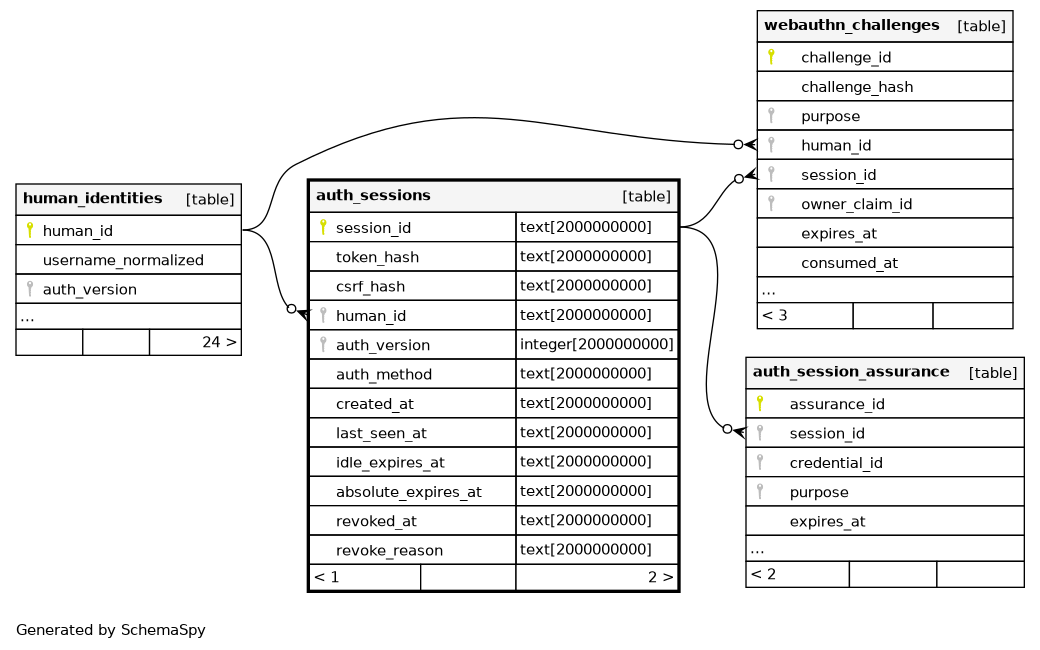 webauthn_challenges [table]
challenge_id
challenge_hash
purpose
human_id
session_id
owner_claim_id
expires_at
consumed_at
...
< 3
human_identities [table]
human_id
username_normalized
auth_version
...
24 >
auth_sessions [table]
session_id text[2000000000]
token_hash text[2000000000]
csrf_hash text[2000000000]
human_id text[2000000000]
auth_version integer[2000000000]
auth_method text[2000000000]
created_at text[2000000000]
last_seen_at text[2000000000]
idle_expires_at text[2000000000]
absolute_expires_at text[2000000000]
revoked_at text[2000000000]
revoke_reason text[2000000000]
< 1 2 >
auth_session_assurance [table]
assurance_id
session_id
credential_id
purpose
expires_at
...
< 2
Generated by SchemaSpy